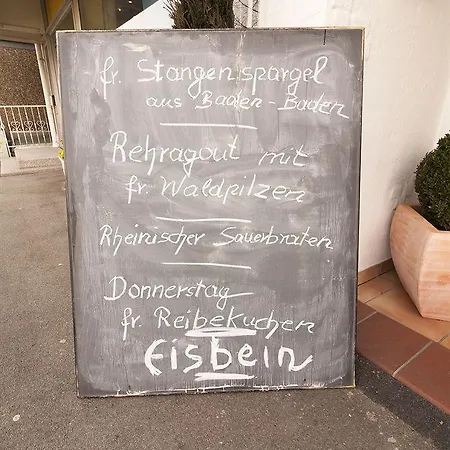 fr. Stangenspargel
aus Baden-Baden
Rehragout mit
fr. Waldpilzen
Rheinischer Sauerbraten
Donnerstag
fr. Reibekuchen
Eisbein